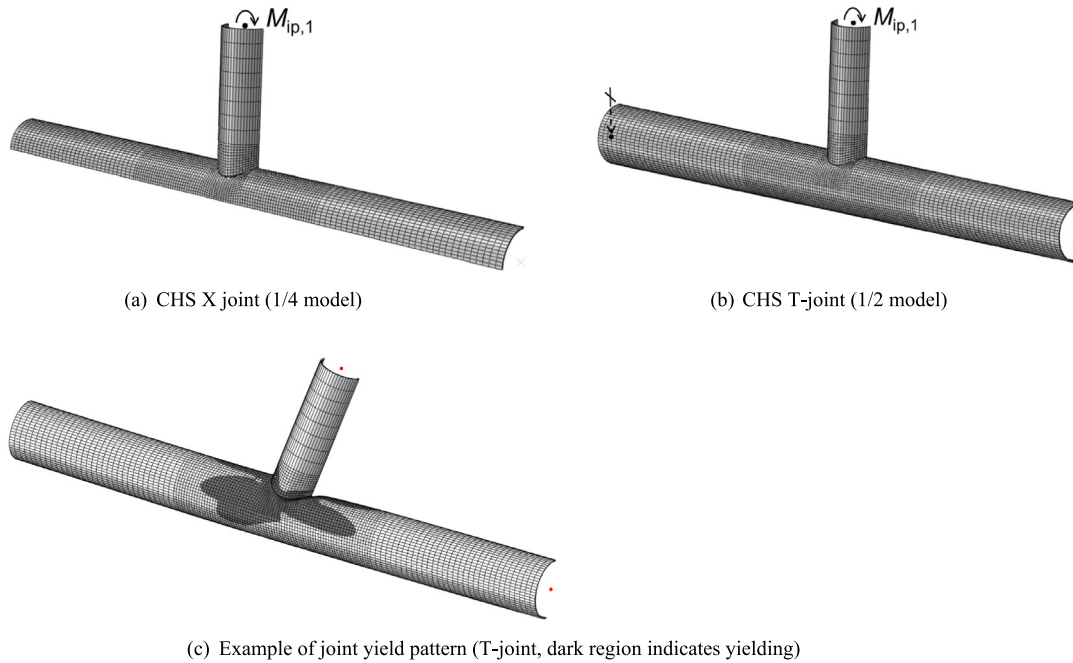 M_ip,1
M_ip,1
(a) CHS X joint (1/4 model)
(b) CHS T-joint (1/2 model)
(c) Example of joint yield pattern (T-joint, dark region indicates yielding)